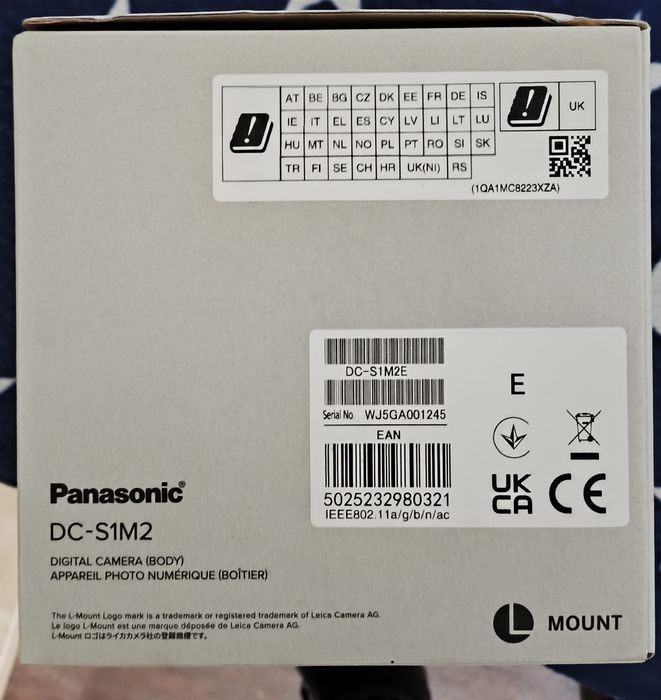 AT BE BG CZ DK EE FR DE IS
IE IT EL ES CY LV LI LT LU
HU MT NL NO PL PT RO SI SK
TR FI SE CH HR UK(NI) RS
UK
(1QA1MC8223XZA)
DC-S1M2E
Serial No. WJ5GA001245
EAN
5025232980321
IEEE802.11a/g/b/n/ac
E
UK
CA
CE
Panasonic®
DC-S1M2
DIGITAL CAMERA (BODY)
APPAREIL PHOTO NUMÉRIQUE (BOÎTIER)
The L-Mount Logo mark is a trademark or registered trademark of Leica Camera AG.
Le logo L-Mount est une marque déposée de Leica Camera AG.
L-Mount ロゴはライカカメラ社の登録商標です。
L MOUNT